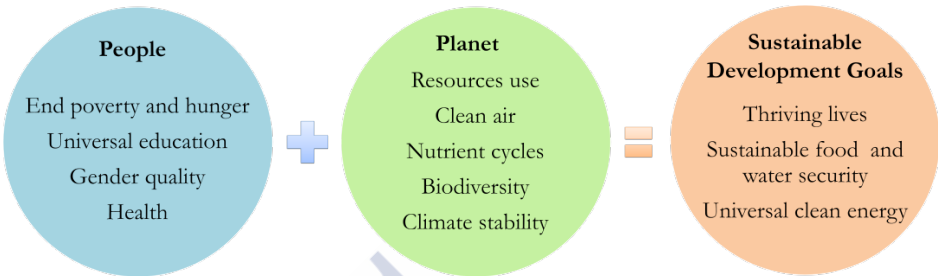 People
End poverty and hunger
Universal education
Gender quality
Health
Planet
Resources use
Clean air
Nutrient cycles
Biodiversity
Climate stability
Sustainable
Development Goals
Thriving lives
Sustainable food and
water security
Universal clean energy